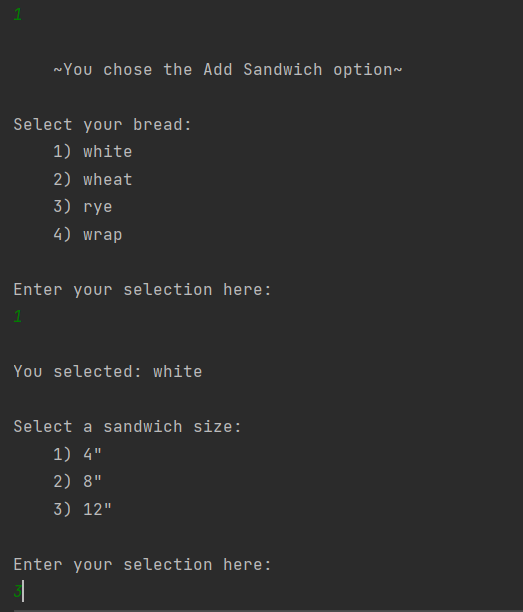 1
~You chose the Add Sandwich option~
Select your bread:
1) white
2) wheat
3) rye
4) wrap
Enter your selection here:
1
You selected: white
Select a sandwich size:
1) 4"
2) 8"
3) 12"
Enter your selection here:
3